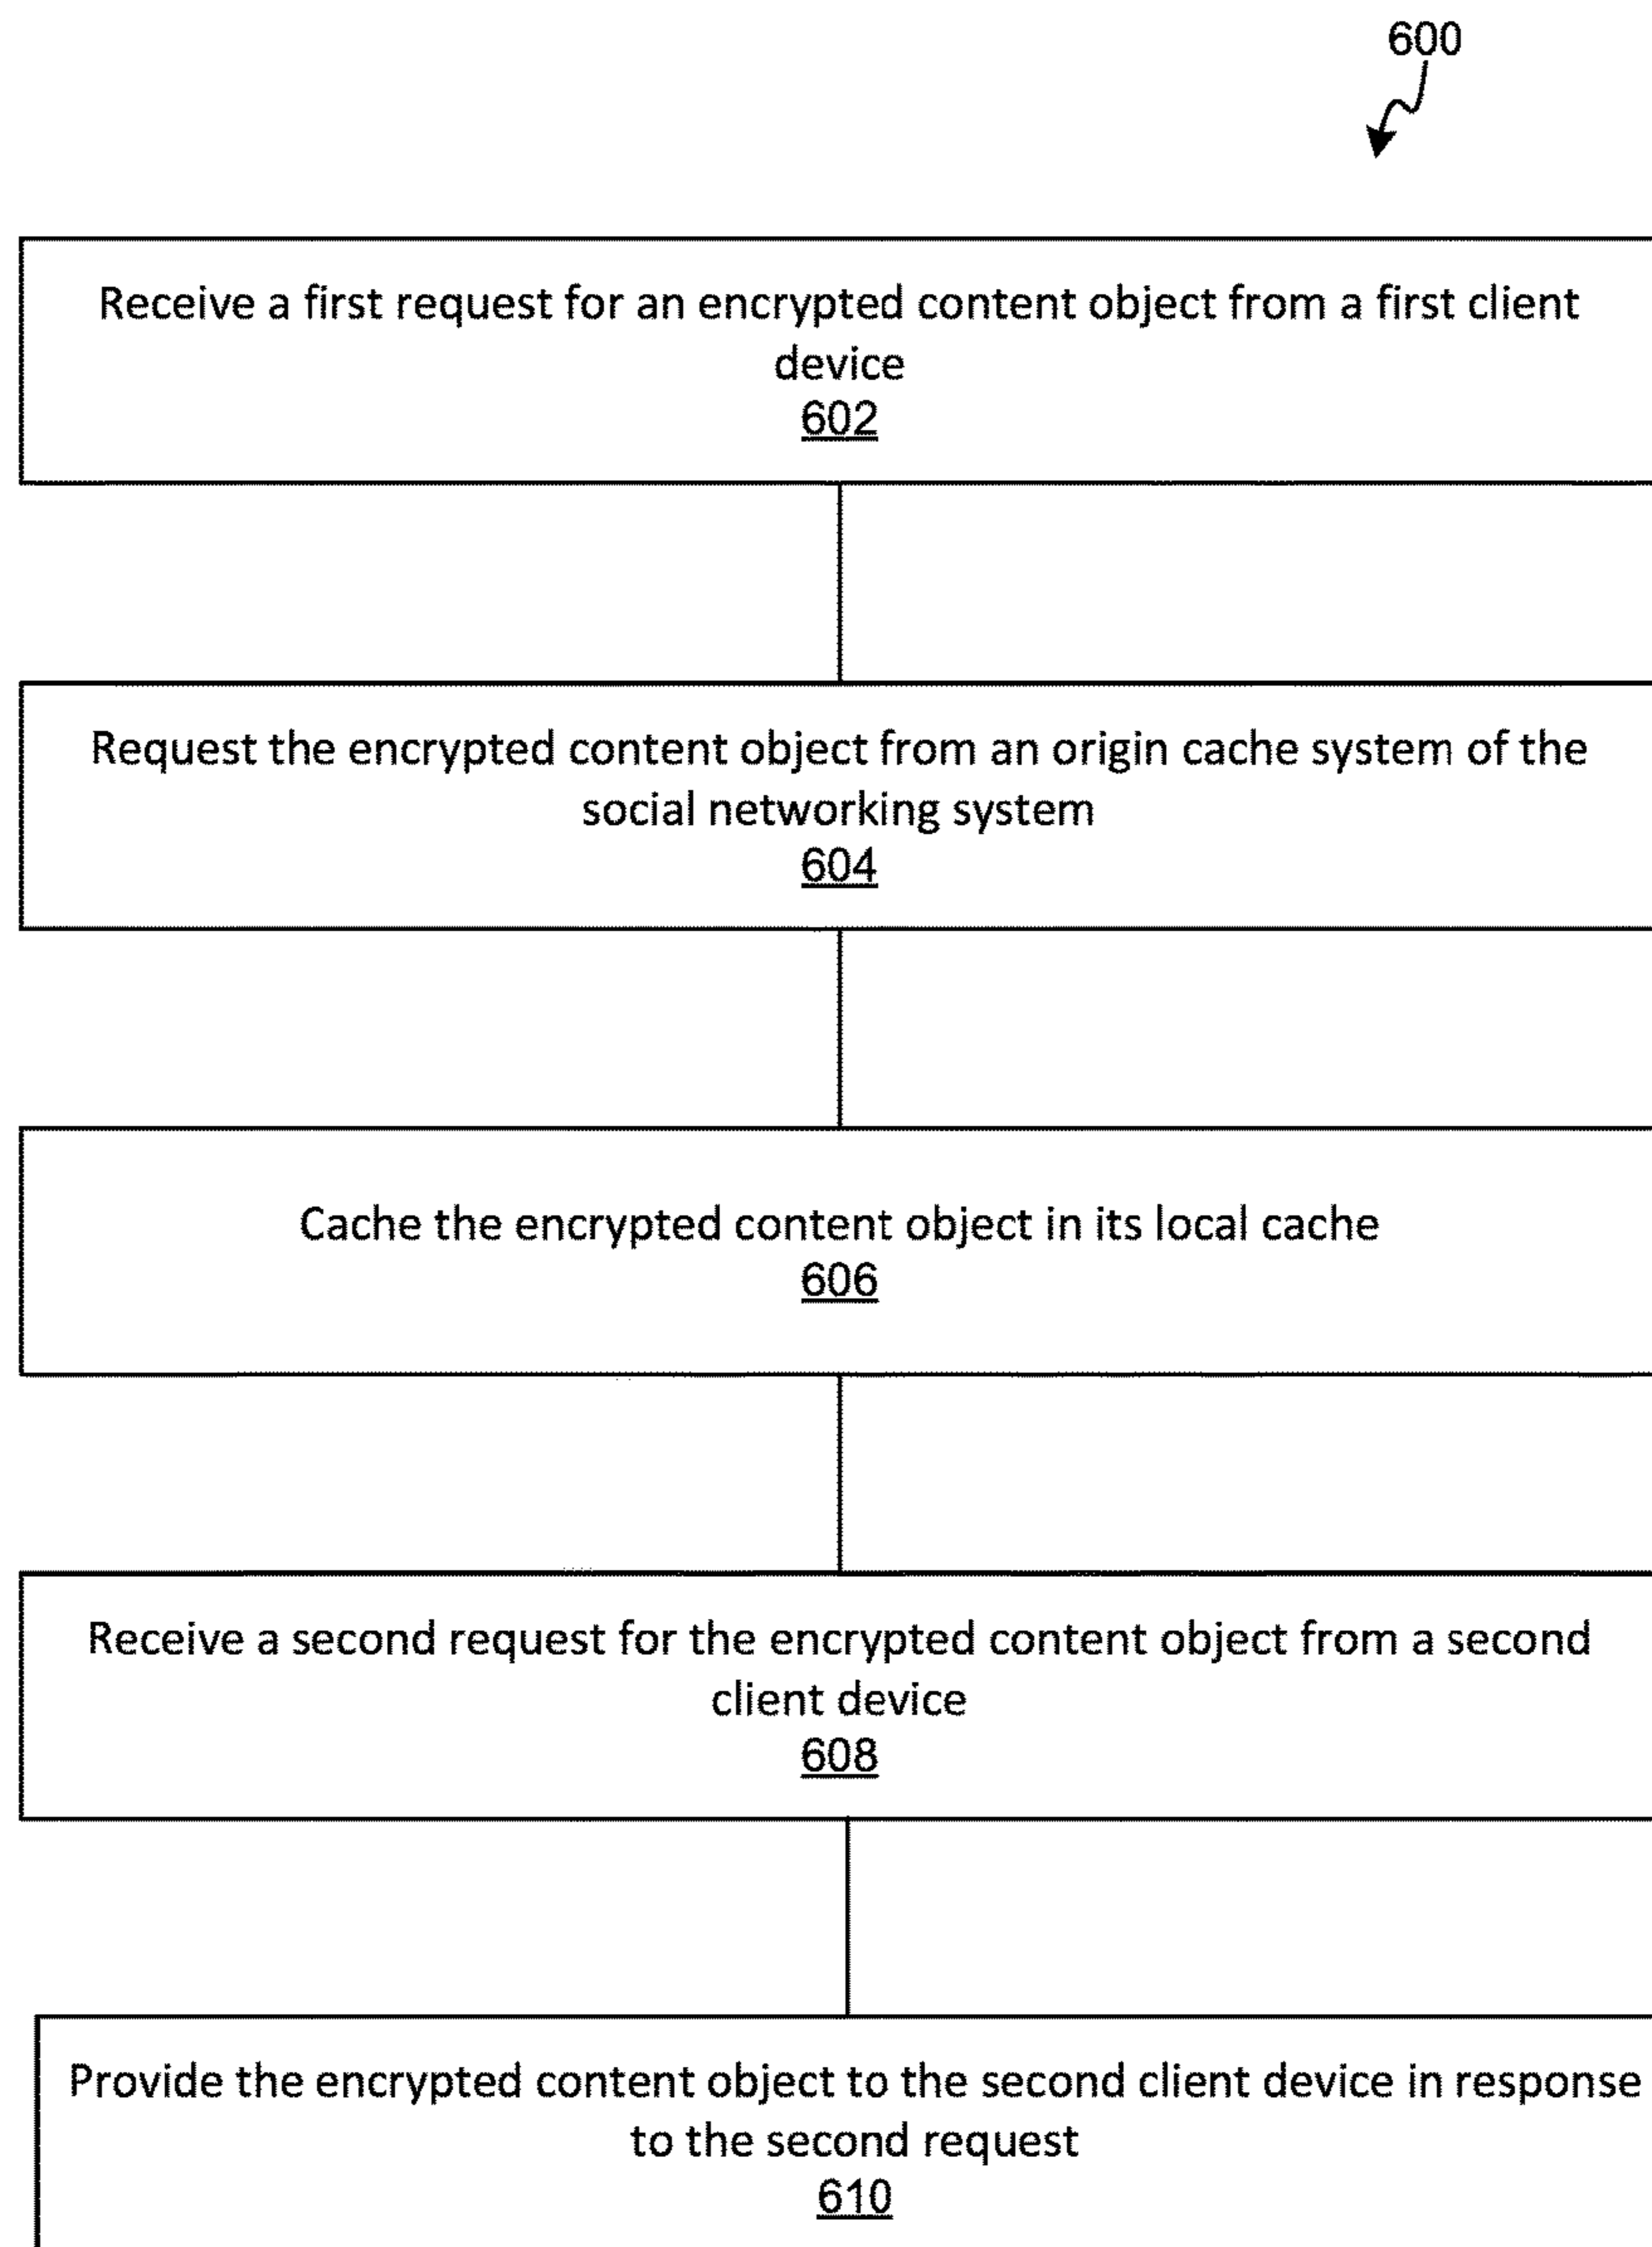 600
Receive a first request for an encrypted content object from a first client
device
602
Request the encrypted content object from an origin cache system of the
social networking system
604
Cache the encrypted content object in its local cache
606
Receive a second request for the encrypted content object from a second
client device
608
Provide the encrypted content object to the second client device in response
to the second request
610